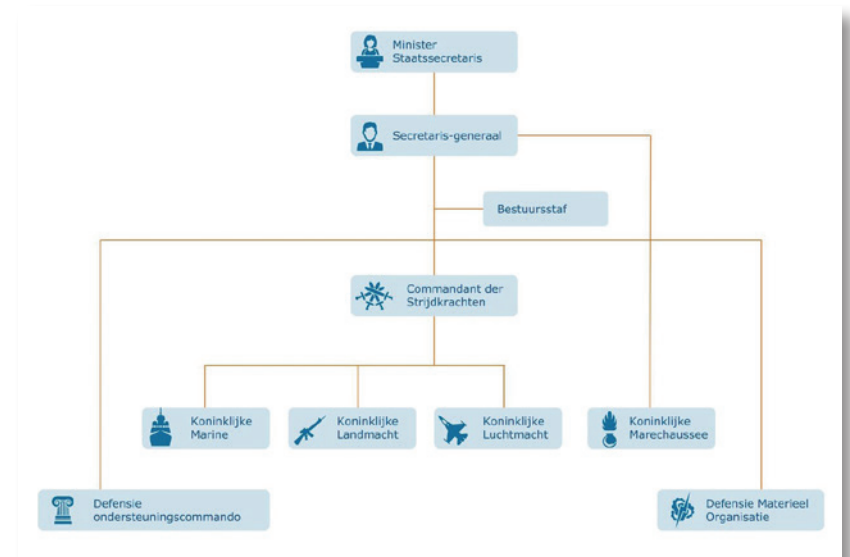 Minister
Staatssecretaris
Secretaris-generaal
Bestuursstaf
Commandant der
Strijdkrachten
Koninklijke
Marine
Koninklijke
Landmacht
Koninklijke
Luchtmacht
Koninklijke
Marechaussee
Defensie
ondersteuningscommando
Defensie Materieel
Organisatie